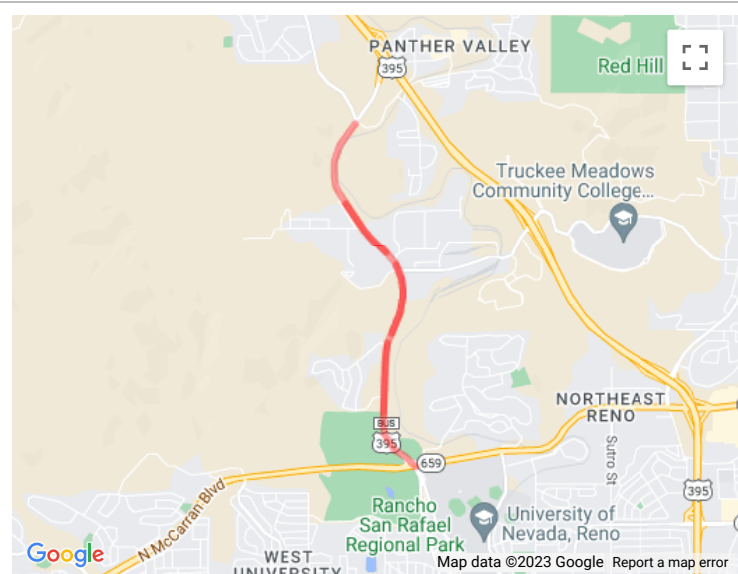 PANTHER VALLEY
395
Red Hill
Truckee Meadows
Community College...
NORTHEAST
RENO
BUS
395
659
Sutro St
395
N McCarran Blvd
Rancho
San Rafael
Regional Park
University of
Nevada, Reno
WEST
UNIVERSITY
Google
Map data ©2023 Google
Report a map error